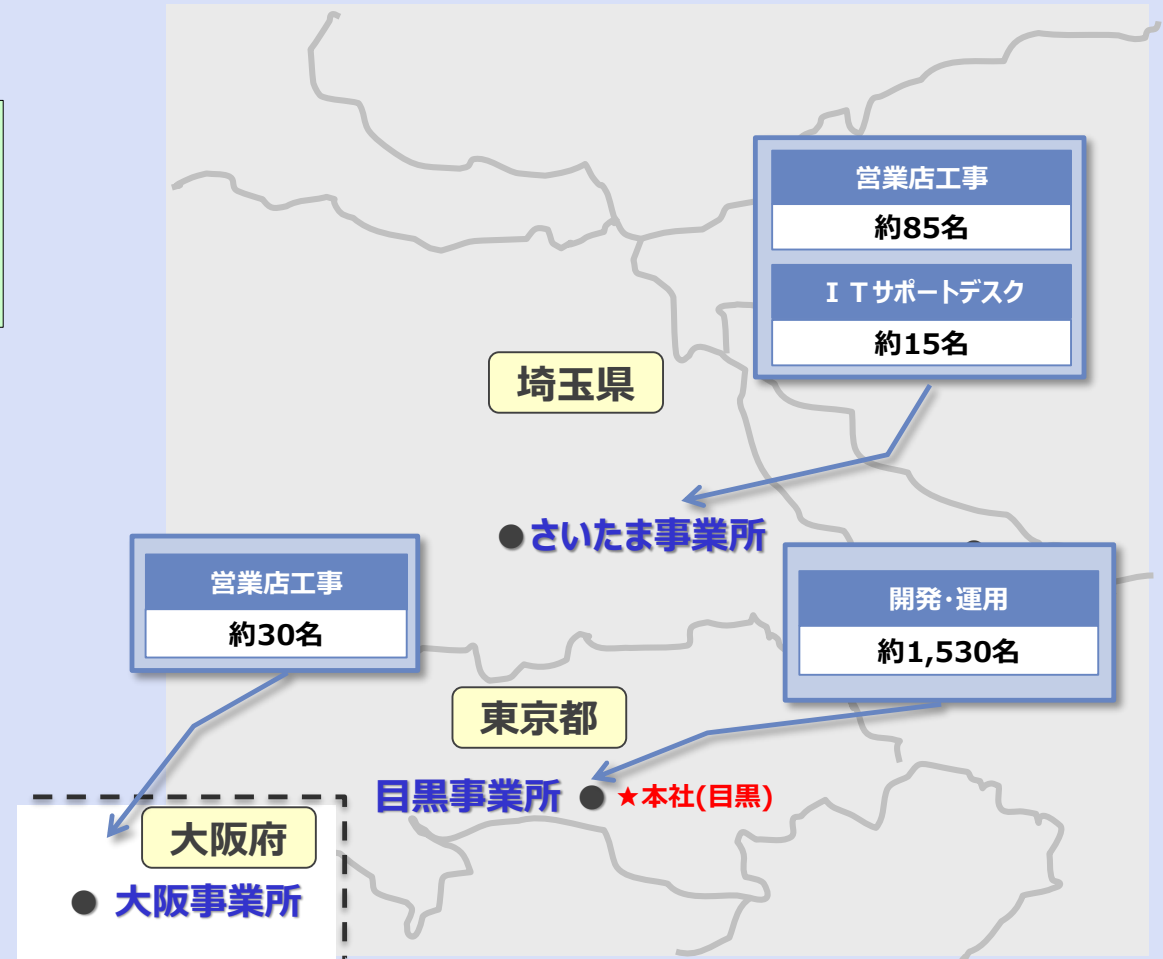 営業店工事
約85名
ＩＴサポートデスク
約15名
埼玉県
●さいたま事業所
営業店工事
約30名
開発･運用
約1,530名
東京都
目黒事業所 ● ★本社(目黒)
大阪府
● 大阪事業所